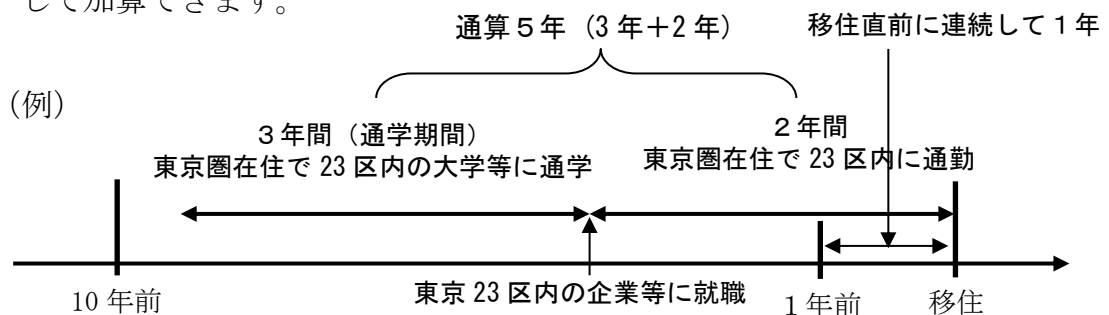 して加算できます。
通算５年（3 年＋2 年）
移住直前に連続して１年
（例）
３年間（通学期間）
東京圏在住で 23 区内の大学等に通学
２年間
東京圏在住で 23 区内に通勤
10 年前
東京 23 区内の企業等に就職
１年前
移住